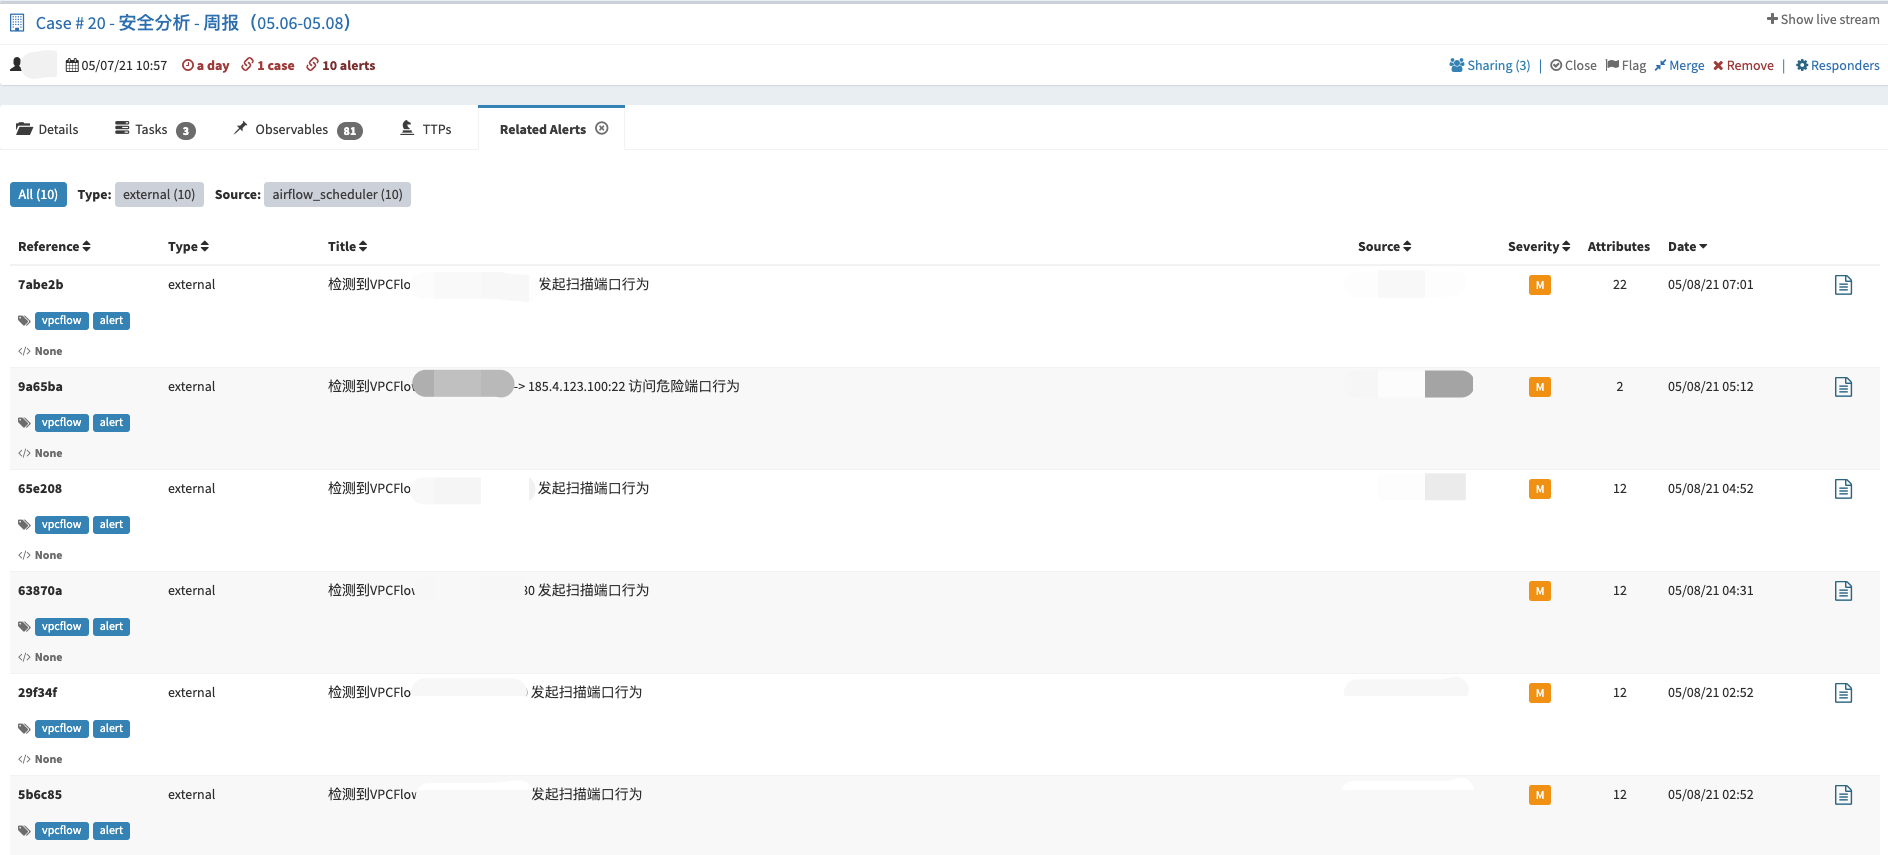 Case # 20 - 安全分析 - 周报（05.06-05.08）
Show live stream
05/07/21 10:57 a day 1 case 10 alerts
Sharing (3) | Close Flag Merge Remove | Responders
Details Tasks 3 Observables 81 TTPs Related Alerts
All (10) Type: external (10) Source: airflow_scheduler (10)
Reference Type Title Source Severity Attributes Date
7abe2b external 检测到VPCFlo 发起扫描端口行为 M 22 05/08/21 07:01
vpcflow alert
</> None
9a65ba external 检测到VPCFlo -> 185.4.123.100:22 访问危险端口行为 M 2 05/08/21 05:12
vpcflow alert
</> None
65e208 external 检测到VPCFlo 发起扫描端口行为 M 12 05/08/21 04:52
vpcflow alert
</> None
63870a external 检测到VPCFlo 0 发起扫描端口行为 M 12 05/08/21 04:31
vpcflow alert
</> None
29f34f external 检测到VPCFlo 发起扫描端口行为 M 12 05/08/21 02:52
vpcflow alert
</> None
5b6c85 external 检测到VPCFlo 发起扫描端口行为 M 12 05/08/21 02:52
vpcflow alert